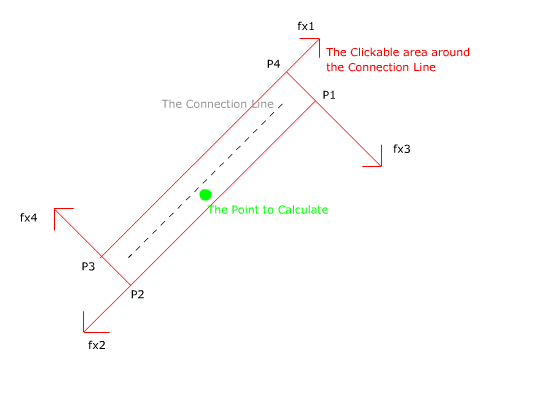 fx1
The Clickable area around
the Connection Line
P4
The Connection Line
P1
fx3
The Point to Calculate
fx4
P3
P2
fx2